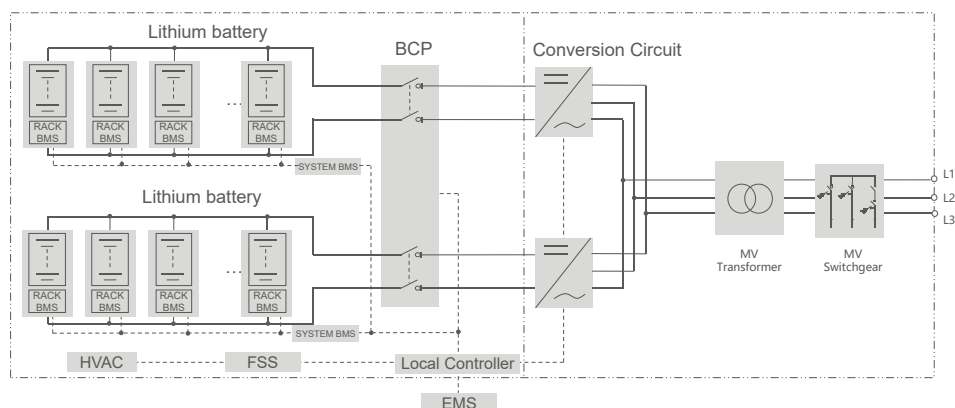 Lithium battery
BCP
Conversion Circuit
RACK
BMS
RACK
BMS
RACK
BMS
...
RACK
BMS
SYSTEM BMS
Lithium battery
L1
L2
L3
MV
Transformer
MV
Switchgear
RACK
BMS
RACK
BMS
RACK
BMS
...
RACK
BMS
SYSTEM BMS
HVAC
FSS
Local Controller
EMS